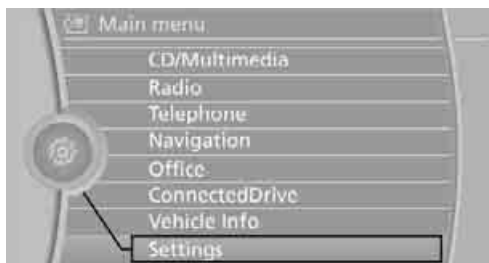 Main menu
CD/Multimedia
Radio
Telephone
Navigation
Office
ConnectedDrive
Vehicle Info
Settings